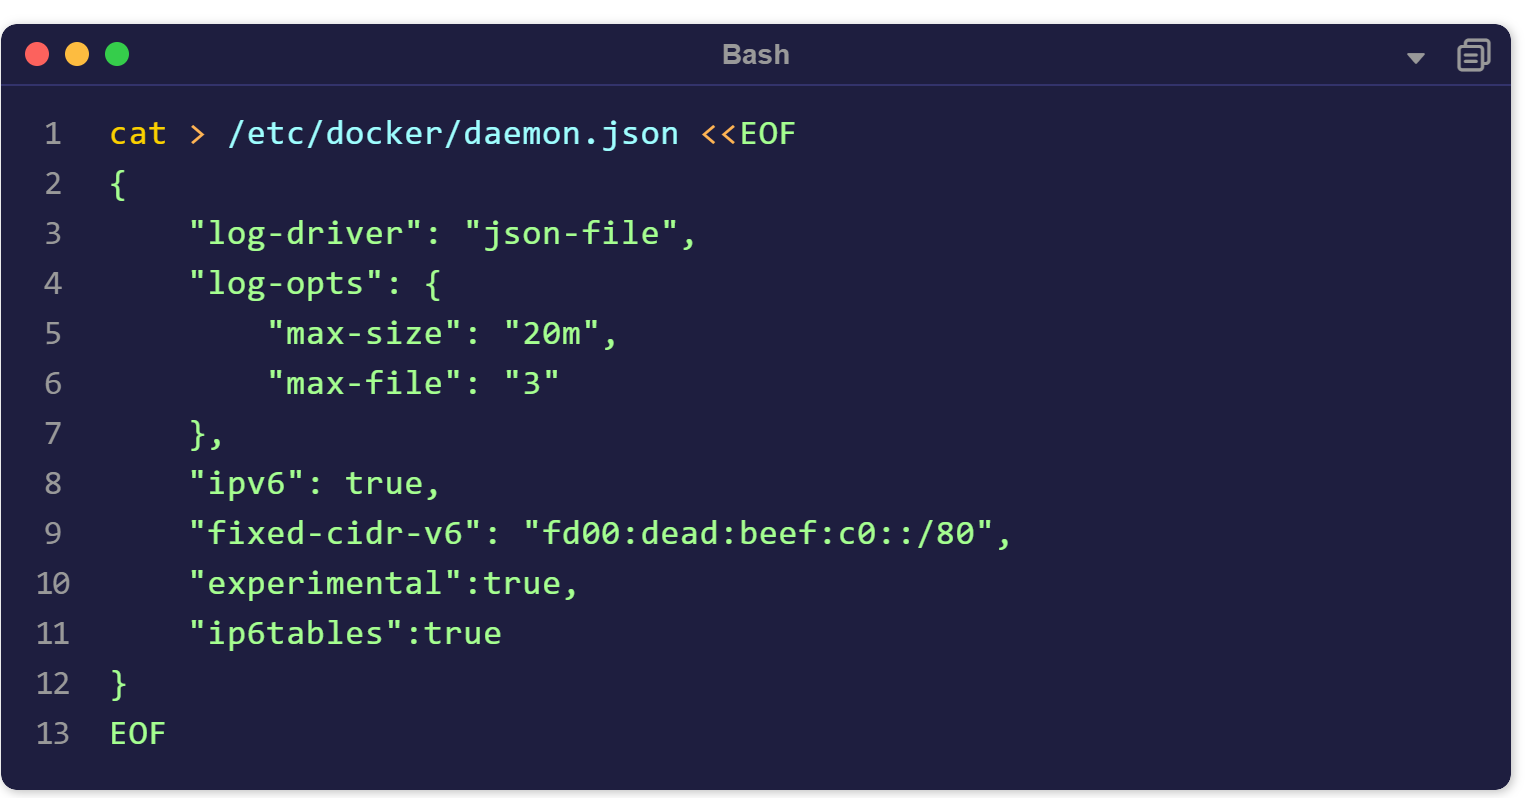 Bash
1 cat > /etc/docker/daemon.json <<EOF
2 {
3     "log-driver": "json-file",
4     "log-opts": {
5         "max-size": "20m",
6         "max-file": "3"
7     },
8     "ipv6": true,
9     "fixed-cidr-v6": "fd00:dead:beef:c0::/80",
10     "experimental":true,
11     "ip6tables":true
12 }
13 EOF